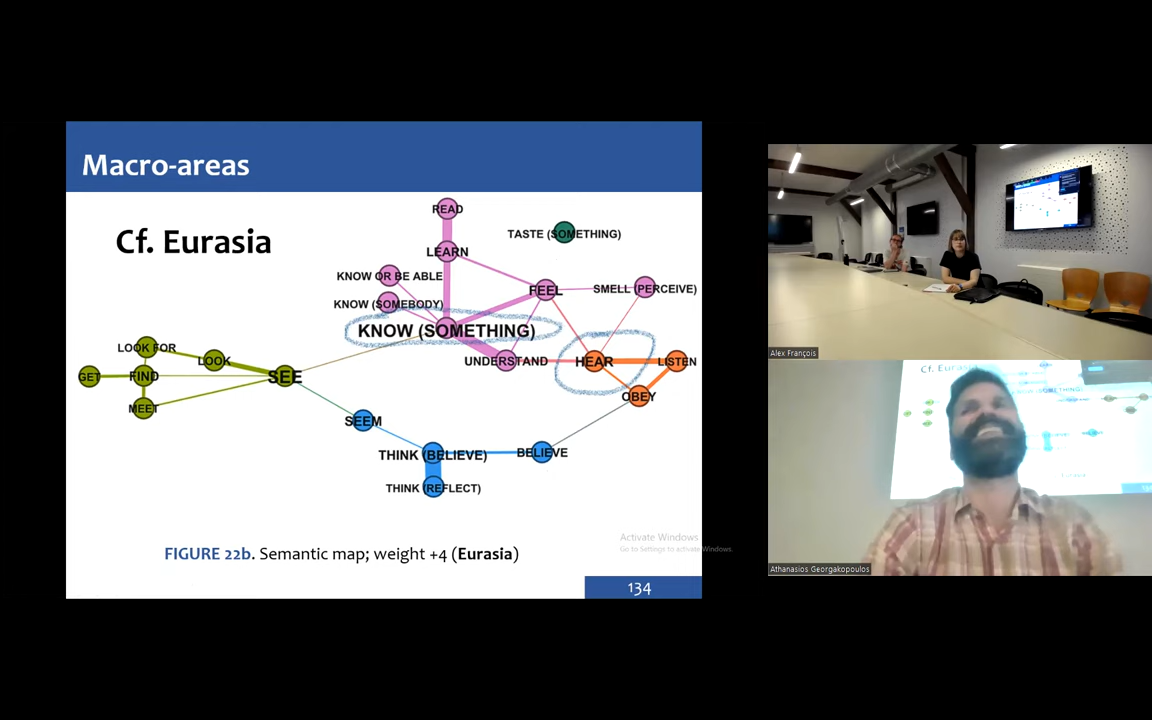 Macro-areas
Cf. Eurasia
READ
TASTE (SOMETHING)
LEARN
KNOW OR BE ABLE
FEEL
SMELL (PERCEIVE)
KNOW (SOMEBODY)
KNOW (SOMETHING)
LOOK FOR
LOOK
UNDERSTAND
HEAR
LISTEN
GET
FIND
SEE
OBEY
MEET
SEEM
THINK (BELIEVE)
BELIEVE
THINK (REFLECT)
FIGURE 22b. Semantic map; weight +4 (Eurasia)
Activate Windows
Go to Settings to activate Windows.
134
Alex François
Cf. Eurasia
Athanasios Georgakopoulos